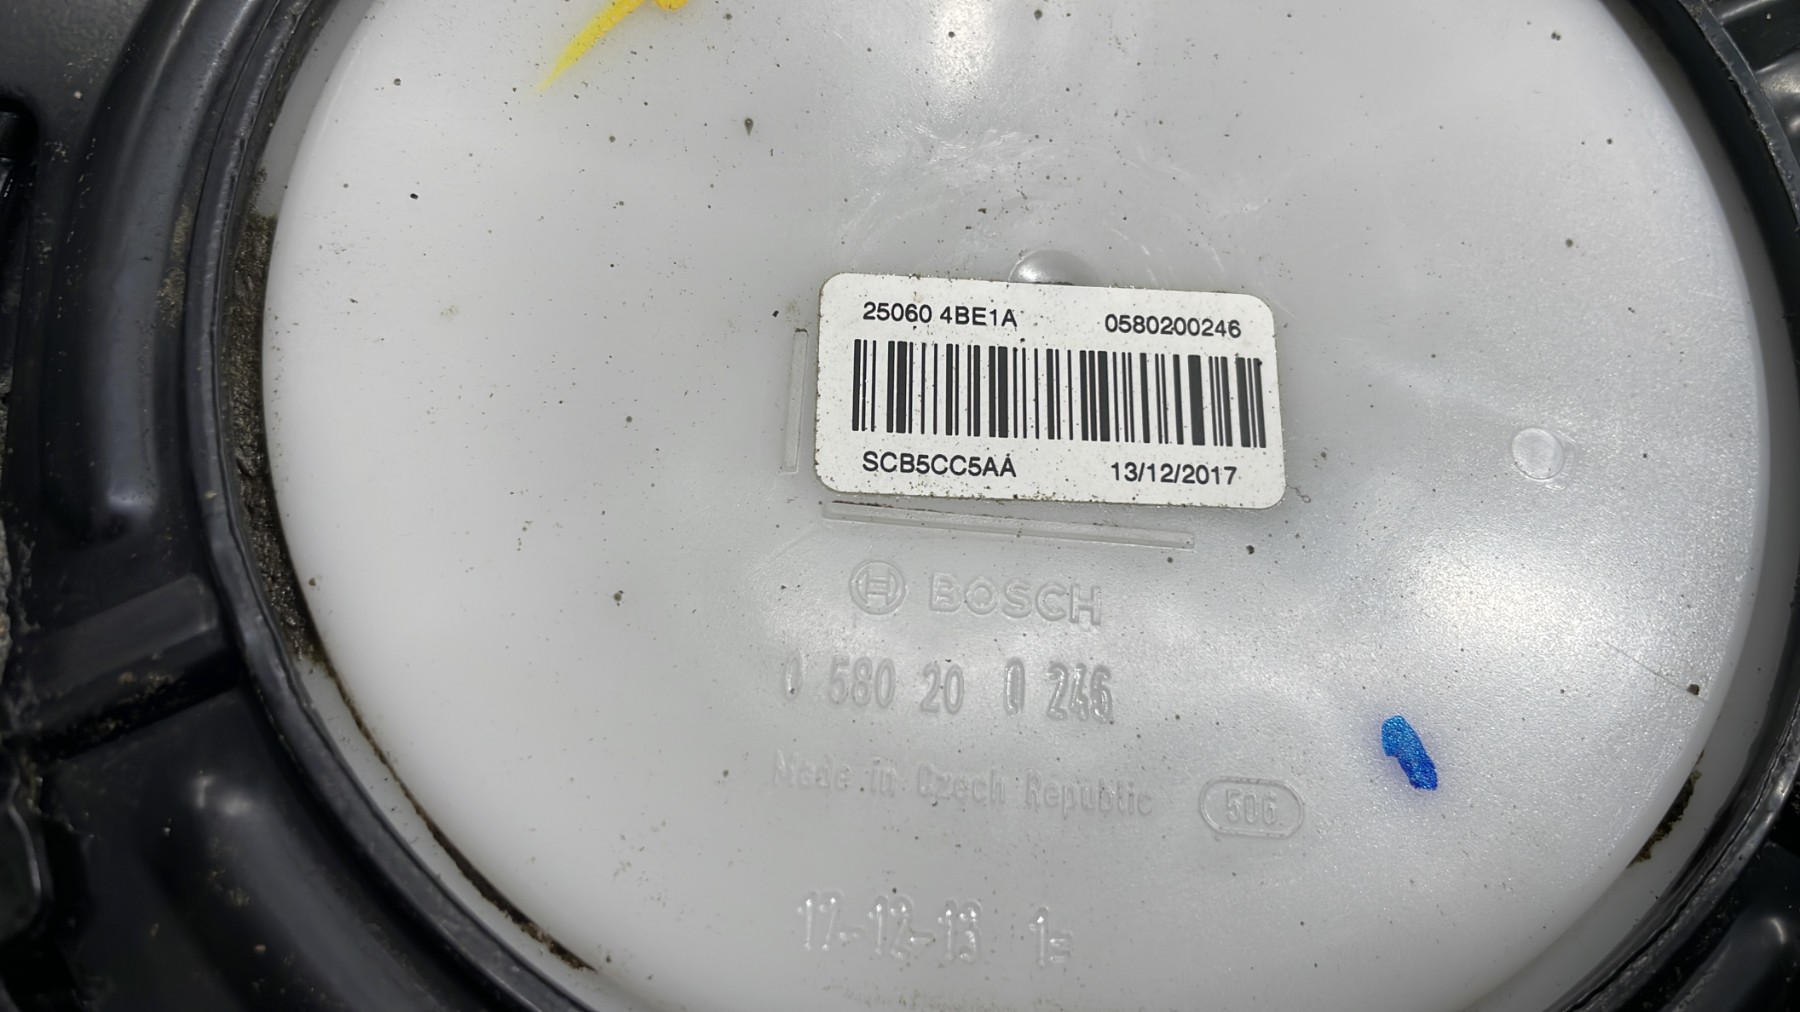 25060 4BE1A 0580200246
SCB5CC5AA 13/12/2017
BOSCH
0 580 20 0 246
Made in Czech Republic 506
17-12-13 1=